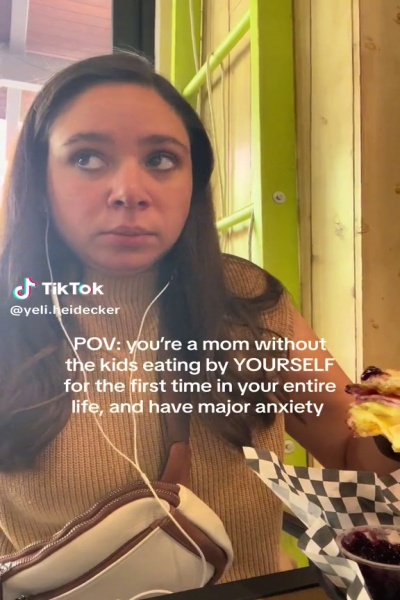 TikTok
@yeli.heidecker
POV: you're a mom without
the kids eating by YOURSELF
for the first time in your entire
life, and have major anxiety